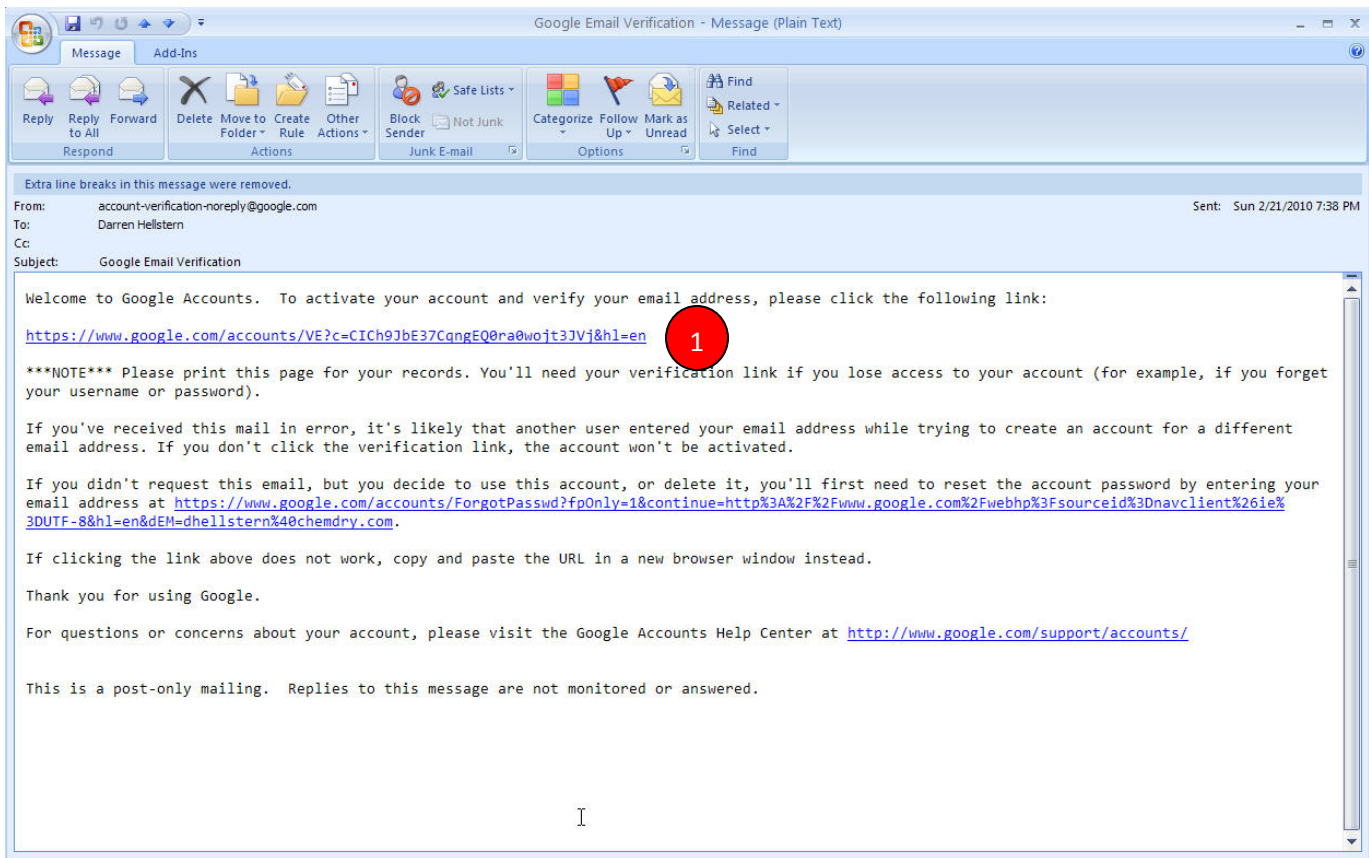 Google Email Verification - Message (Plain Text)
Message Add-Ins
Reply Reply to All Forward
Respond
Delete Move to Folder Create Rule Other Actions
Actions
Block Sender Safe Lists Not Junk
Junk E-mail
Categorize Follow Up Mark as Unread
Options
Find
Related
Select
Find
Extra line breaks in this message were removed.
From: account-verification-noreply@google.com Sent: Sun 2/21/2010 7:38 PM
To: Darren Hellstern
Cc:
Subject: Google Email Verification
Welcome to Google Accounts.  To activate your account and verify your email address, please click the following link:
https://www.google.com/accounts/VE?c=CICh9JbE37CqngEQ0ra0wojt3JVj&hl=en 1
***NOTE*** Please print this page for your records. You'll need your verification link if you lose access to your account (for example, if you forget
your username or password).
If you've received this mail in error, it's likely that another user entered your email address while trying to create an account for a different
email address. If you don't click the verification link, the account won't be activated.
If you didn't request this email, but you decide to use this account, or delete it, you'll first need to reset the account password by entering your
email address at https://www.google.com/accounts/ForgotPasswd?fpOnly=1&continue=http%3A%2F%2Fwww.google.com%2Fwebhp%3Fsourceid%3Dnavclient%26ie%
3DUTF-8&hl=en&dEM=dhellstern%40chemdry.com.
If clicking the link above does not work, copy and paste the URL in a new browser window instead.
Thank you for using Google.
For questions or concerns about your account, please visit the Google Accounts Help Center at http://www.google.com/support/accounts/
This is a post-only mailing.  Replies to this message are not monitored or answered.